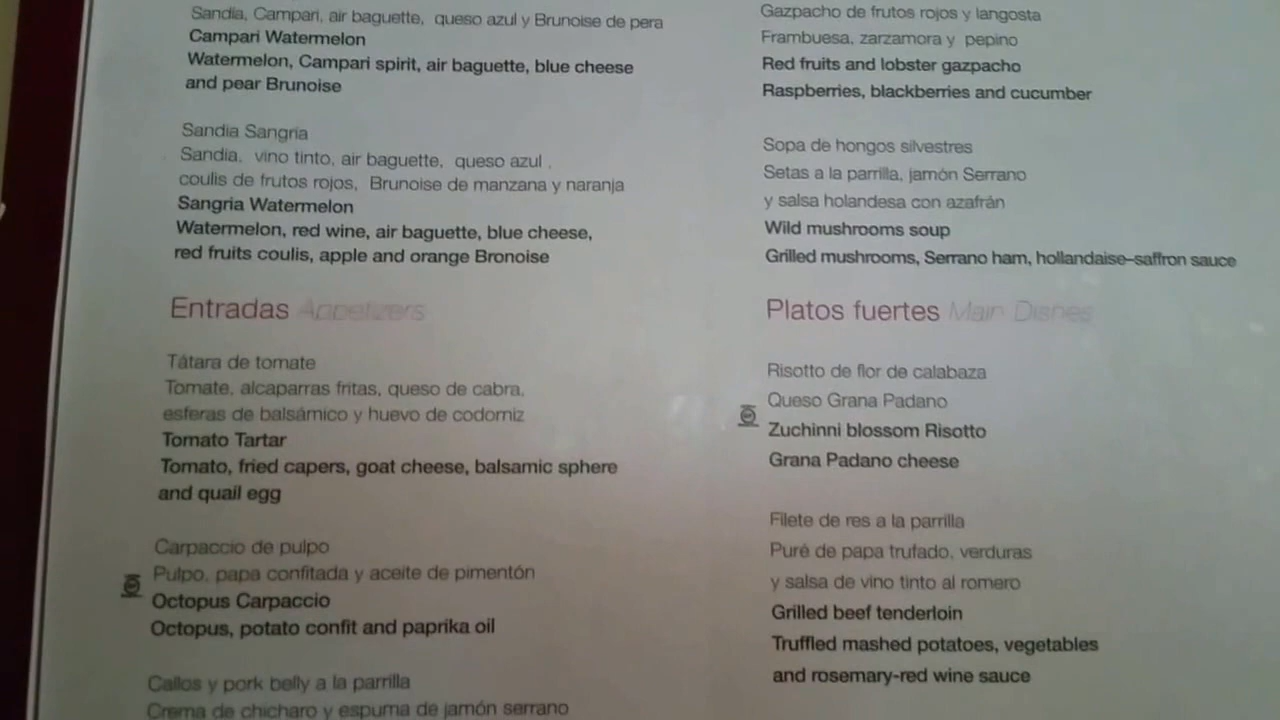 Sandía, Campari, air baguette, queso azul y Brunoise de pera
Campari Watermelon
Watermelon, Campari spirit, air baguette, blue cheese
and pear Brunoise
Sandia Sangria
Sandía, vino tinto, air baguette, queso azul ,
coulis de frutos rojos, Brunoise de manzana y naranja
Sangria Watermelon
Watermelon, red wine, air baguette, blue cheese,
red fruits coulis, apple and orange Bronoise
Entradas Appetizers
Tátara de tomate
Tomate, alcaparras fritas, queso de cabra,
esferas de balsámico y huevo de codorniz
Tomato Tartar
Tomato, fried capers, goat cheese, balsamic sphere
and quail egg
Carpaccio de pulpo
Pulpo, papa confitada y aceite de pimentón
Octopus Carpaccio
Octopus, potato confit and paprika oil
Callos y pork belly a la parrilla
Crema de chicharo y espuma de jamón serrano
Gazpacho de frutos rojos y langosta
Frambuesa, zarzamora y pepino
Red fruits and lobster gazpacho
Raspberries, blackberries and cucumber
Sopa de hongos silvestres
Setas a la parrilla, jamón Serrano
y salsa holandesa con azafrán
Wild mushrooms soup
Grilled mushrooms, Serrano ham, hollandaise–saffron sauce
Platos fuertes Main Dishes
Risotto de flor de calabaza
Queso Grana Padano
Zuchinni blossom Risotto
Grana Padano cheese
Filete de res a la parrilla
Puré de papa trufado, verduras
y salsa de vino tinto al romero
Grilled beef tenderloin
Truffled mashed potatoes, vegetables
and rosemary-red wine sauce